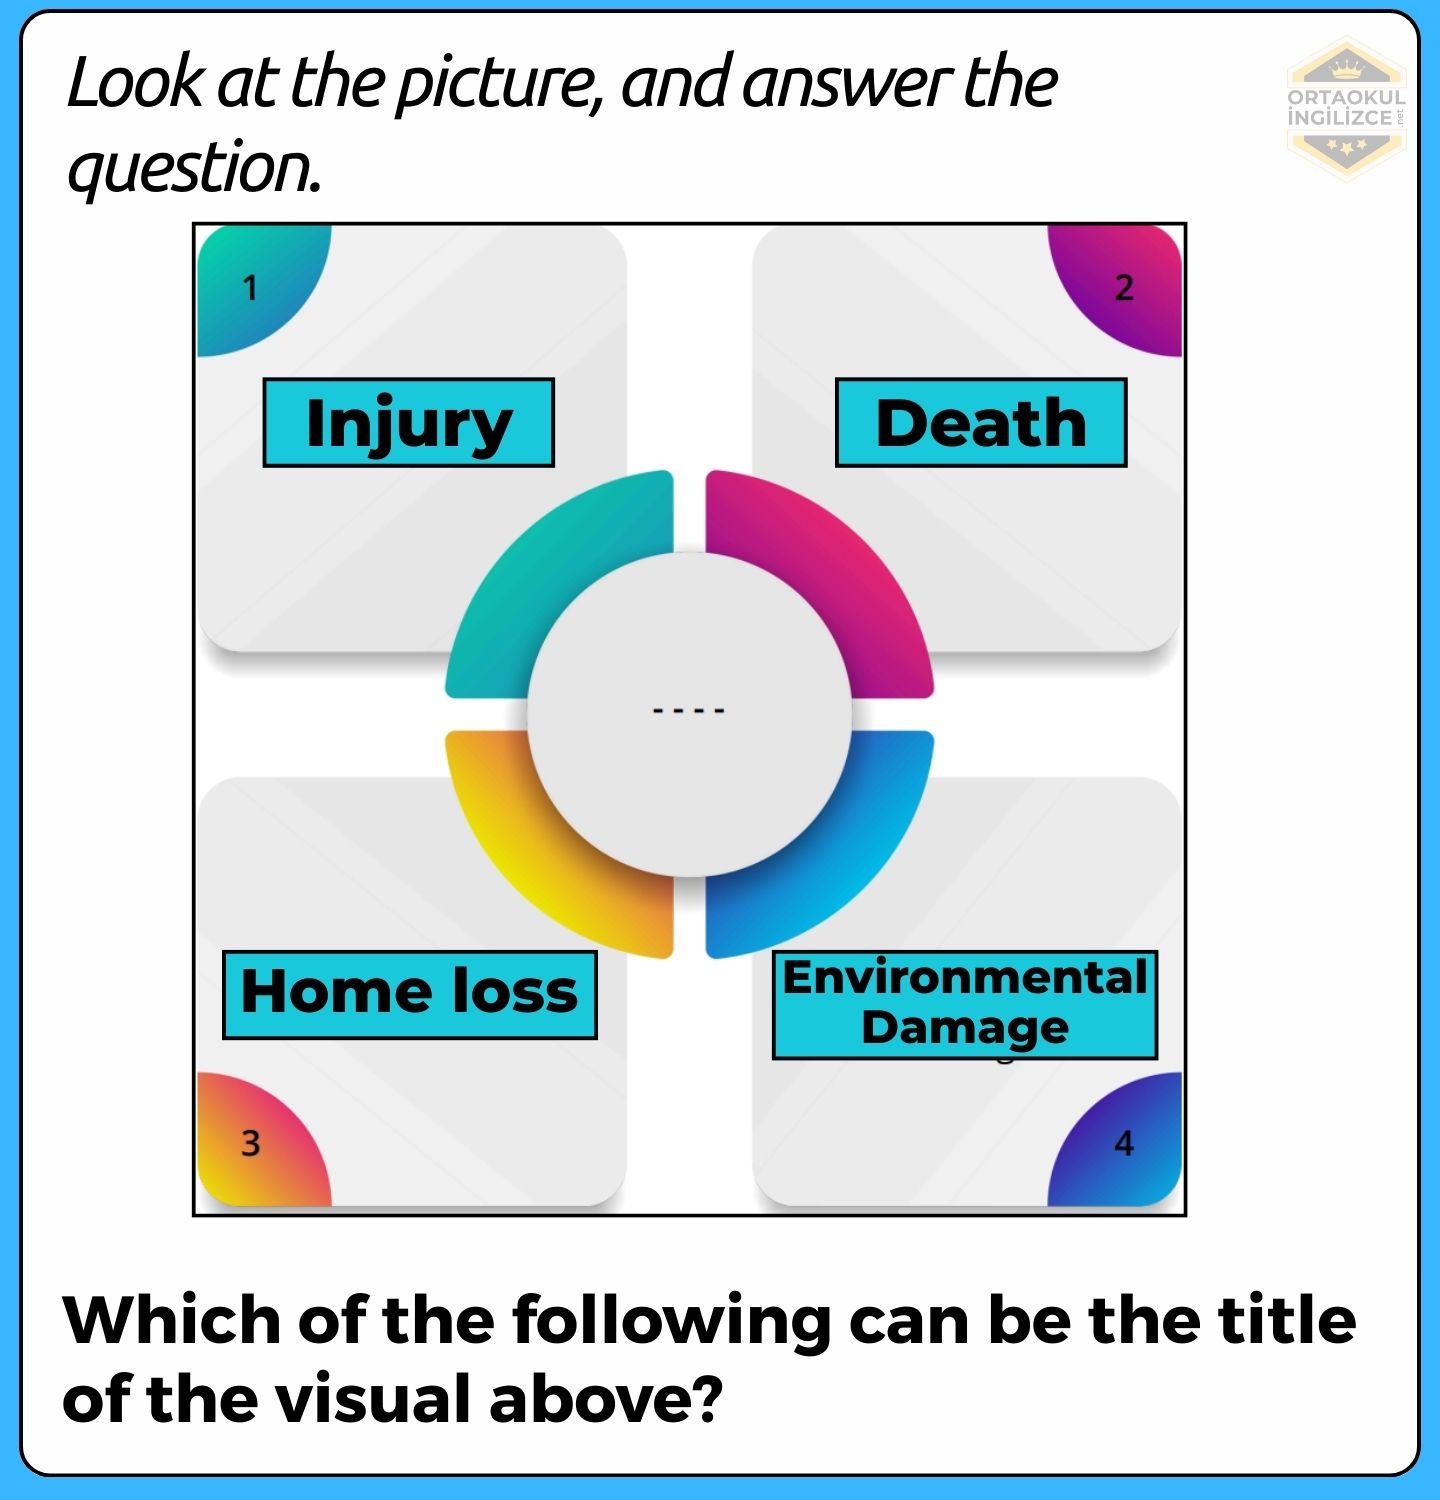 Look at the picture, and answer the
question.
ORTAOKUL
İNGİLİZCE
.net
1
2
Injury
Death
- - - -
Home loss
Environmental
Damage
3
4
Which of the following can be the title
of the visual above?